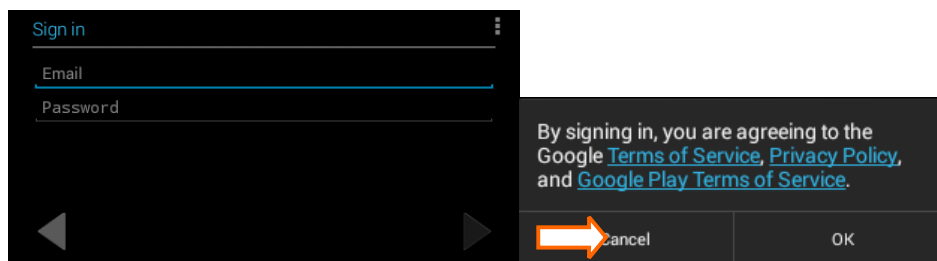 Sign in
Email
Password
By signing in, you are agreeing to the
Google Terms of Service, Privacy Policy,
and Google Play Terms of Service.
Cancel
OK